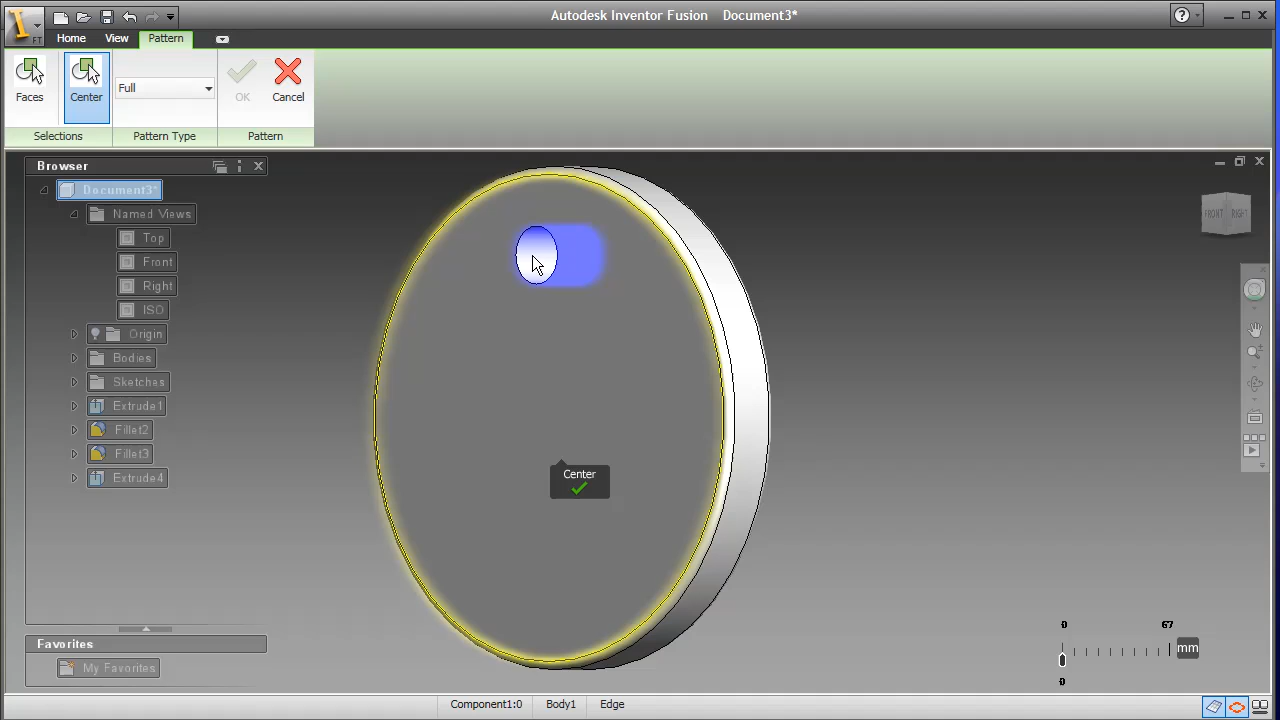 Autodesk Inventor Fusion Document3*
FT
Home View Pattern
Faces
Center
Full
OK
Cancel
Selections
Pattern Type
Pattern
Browser
Document3*
Named Views
Top
Front
Right
ISO
Origin
Bodies
Sketches
Extrude1
Fillet2
Fillet3
Extrude4
FRONT RIGHT
Center
Favorites
My Favorites
0 67
mm
0
Component1:0 Body1 Edge